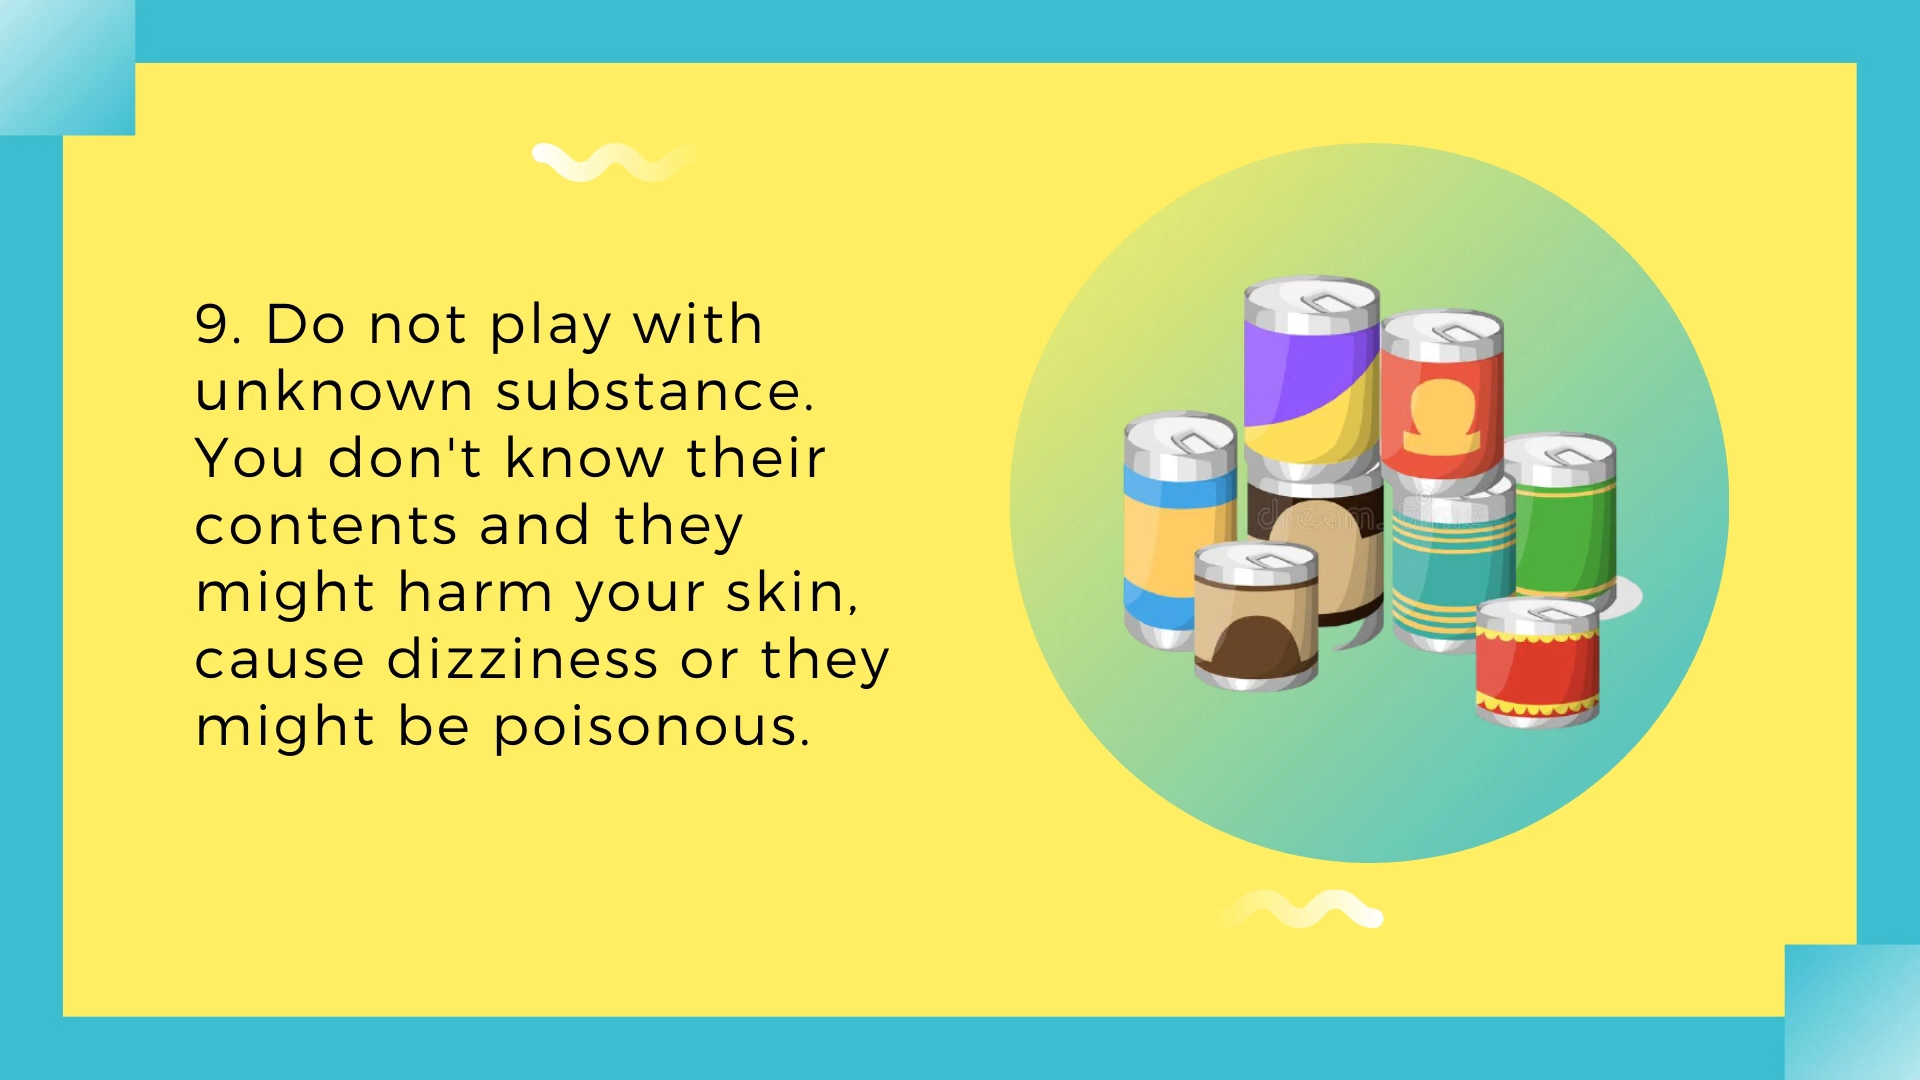 9. Do not play with
unknown substance.
You don't know their
contents and they
might harm your skin,
cause dizziness or they
might be poisonous.